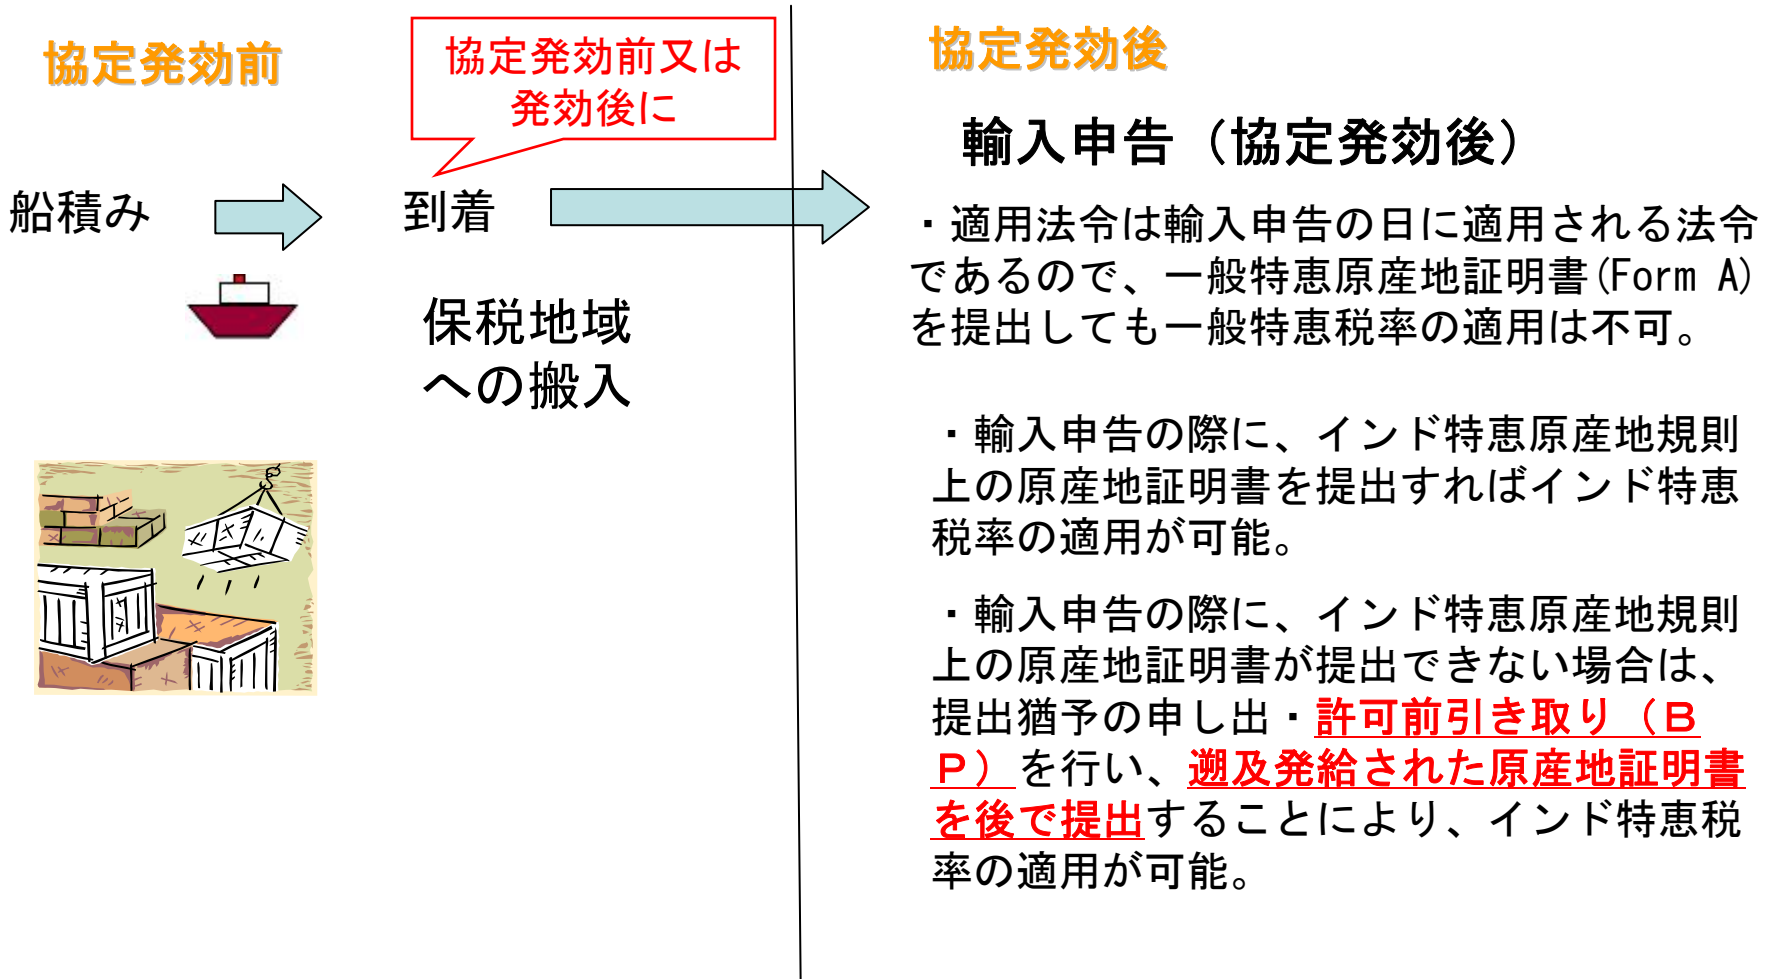 協定発効前
協定発効前又は
発効後に
船積み
到着
保税地域
への搬入
協定発効後
輸入申告（協定発効後）
・適用法令は輸入申告の日に適用される法令
であるので、一般特恵原産地証明書(Form A)
を提出しても一般特恵税率の適用は不可。
・輸入申告の際に、インド特恵原産地規則
上の原産地証明書を提出すればインド特恵
税率の適用が可能。
・輸入申告の際に、インド特恵原産地規則
上の原産地証明書が提出できない場合は、
提出猶予の申し出・許可前引き取り（Ｂ
Ｐ）を行い、遡及発給された原産地証明書
を後で提出することにより、インド特恵税
率の適用が可能。